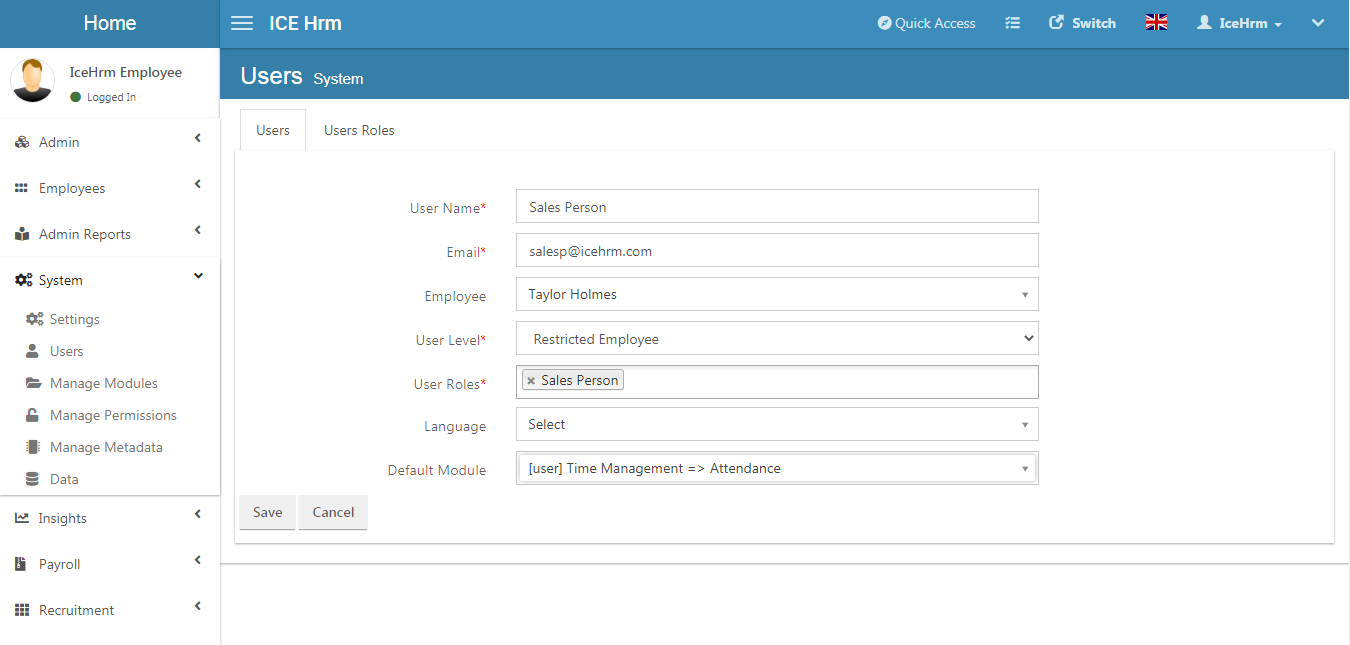 Home
ICE Hrm
Quick Access
Switch
IceHrm
IceHrm Employee
Logged In
Users System
Admin
Employees
Admin Reports
System
Settings
Users
Manage Modules
Manage Permissions
Manage Metadata
Data
Insights
Payroll
Recruitment
Users
Users Roles
User Name* Sales Person
Email* salesp@icehrm.com
Employee Taylor Holmes
User Level* Restricted Employee
User Roles* × Sales Person
Language Select
Default Module [user] Time Management => Attendance
Save Cancel